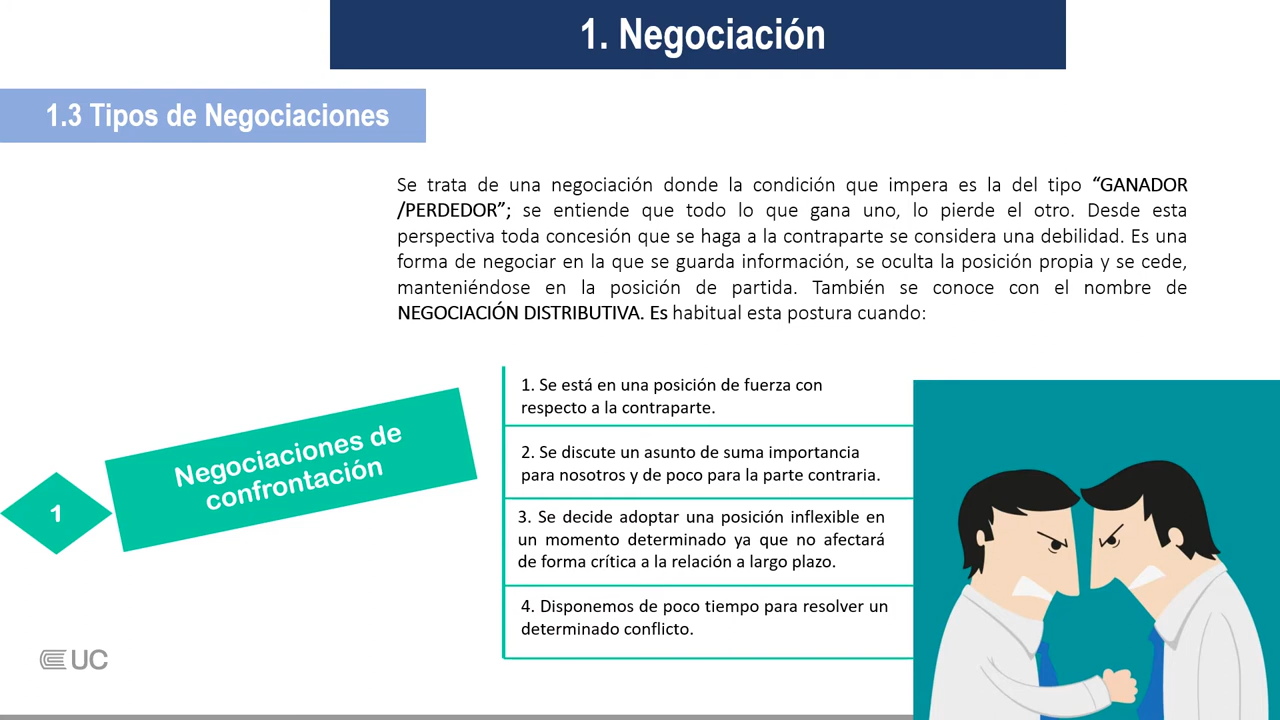 1. Negociación
1.3 Tipos de Negociaciones
Se trata de una negociación donde la condición que impera es la del tipo “GANADOR
/PERDEDOR”; se entiende que todo lo que gana uno, lo pierde el otro. Desde esta
perspectiva toda concesión que se haga a la contraparte se considera una debilidad. Es una
forma de negociar en la que se guarda información, se oculta la posición propia y se cede,
manteniéndose en la posición de partida. También se conoce con el nombre de
NEGOCIACIÓN DISTRIBUTIVA. Es habitual esta postura cuando:
1
Negociaciones de
confrontación
1. Se está en una posición de fuerza con
respecto a la contraparte.
2. Se discute un asunto de suma importancia
para nosotros y de poco para la parte contraria.
3. Se decide adoptar una posición inflexible en
un momento determinado ya que no afectará
de forma crítica a la relación a largo plazo.
4. Disponemos de poco tiempo para resolver un
determinado conflicto.
UC